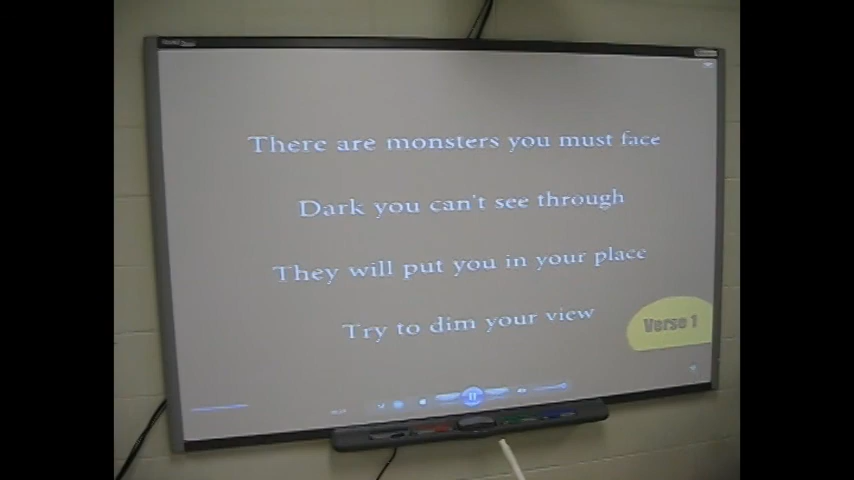 There are monsters you must face
Dark you can't see through
They will put you in your place
Try to dim your view
Verse 1